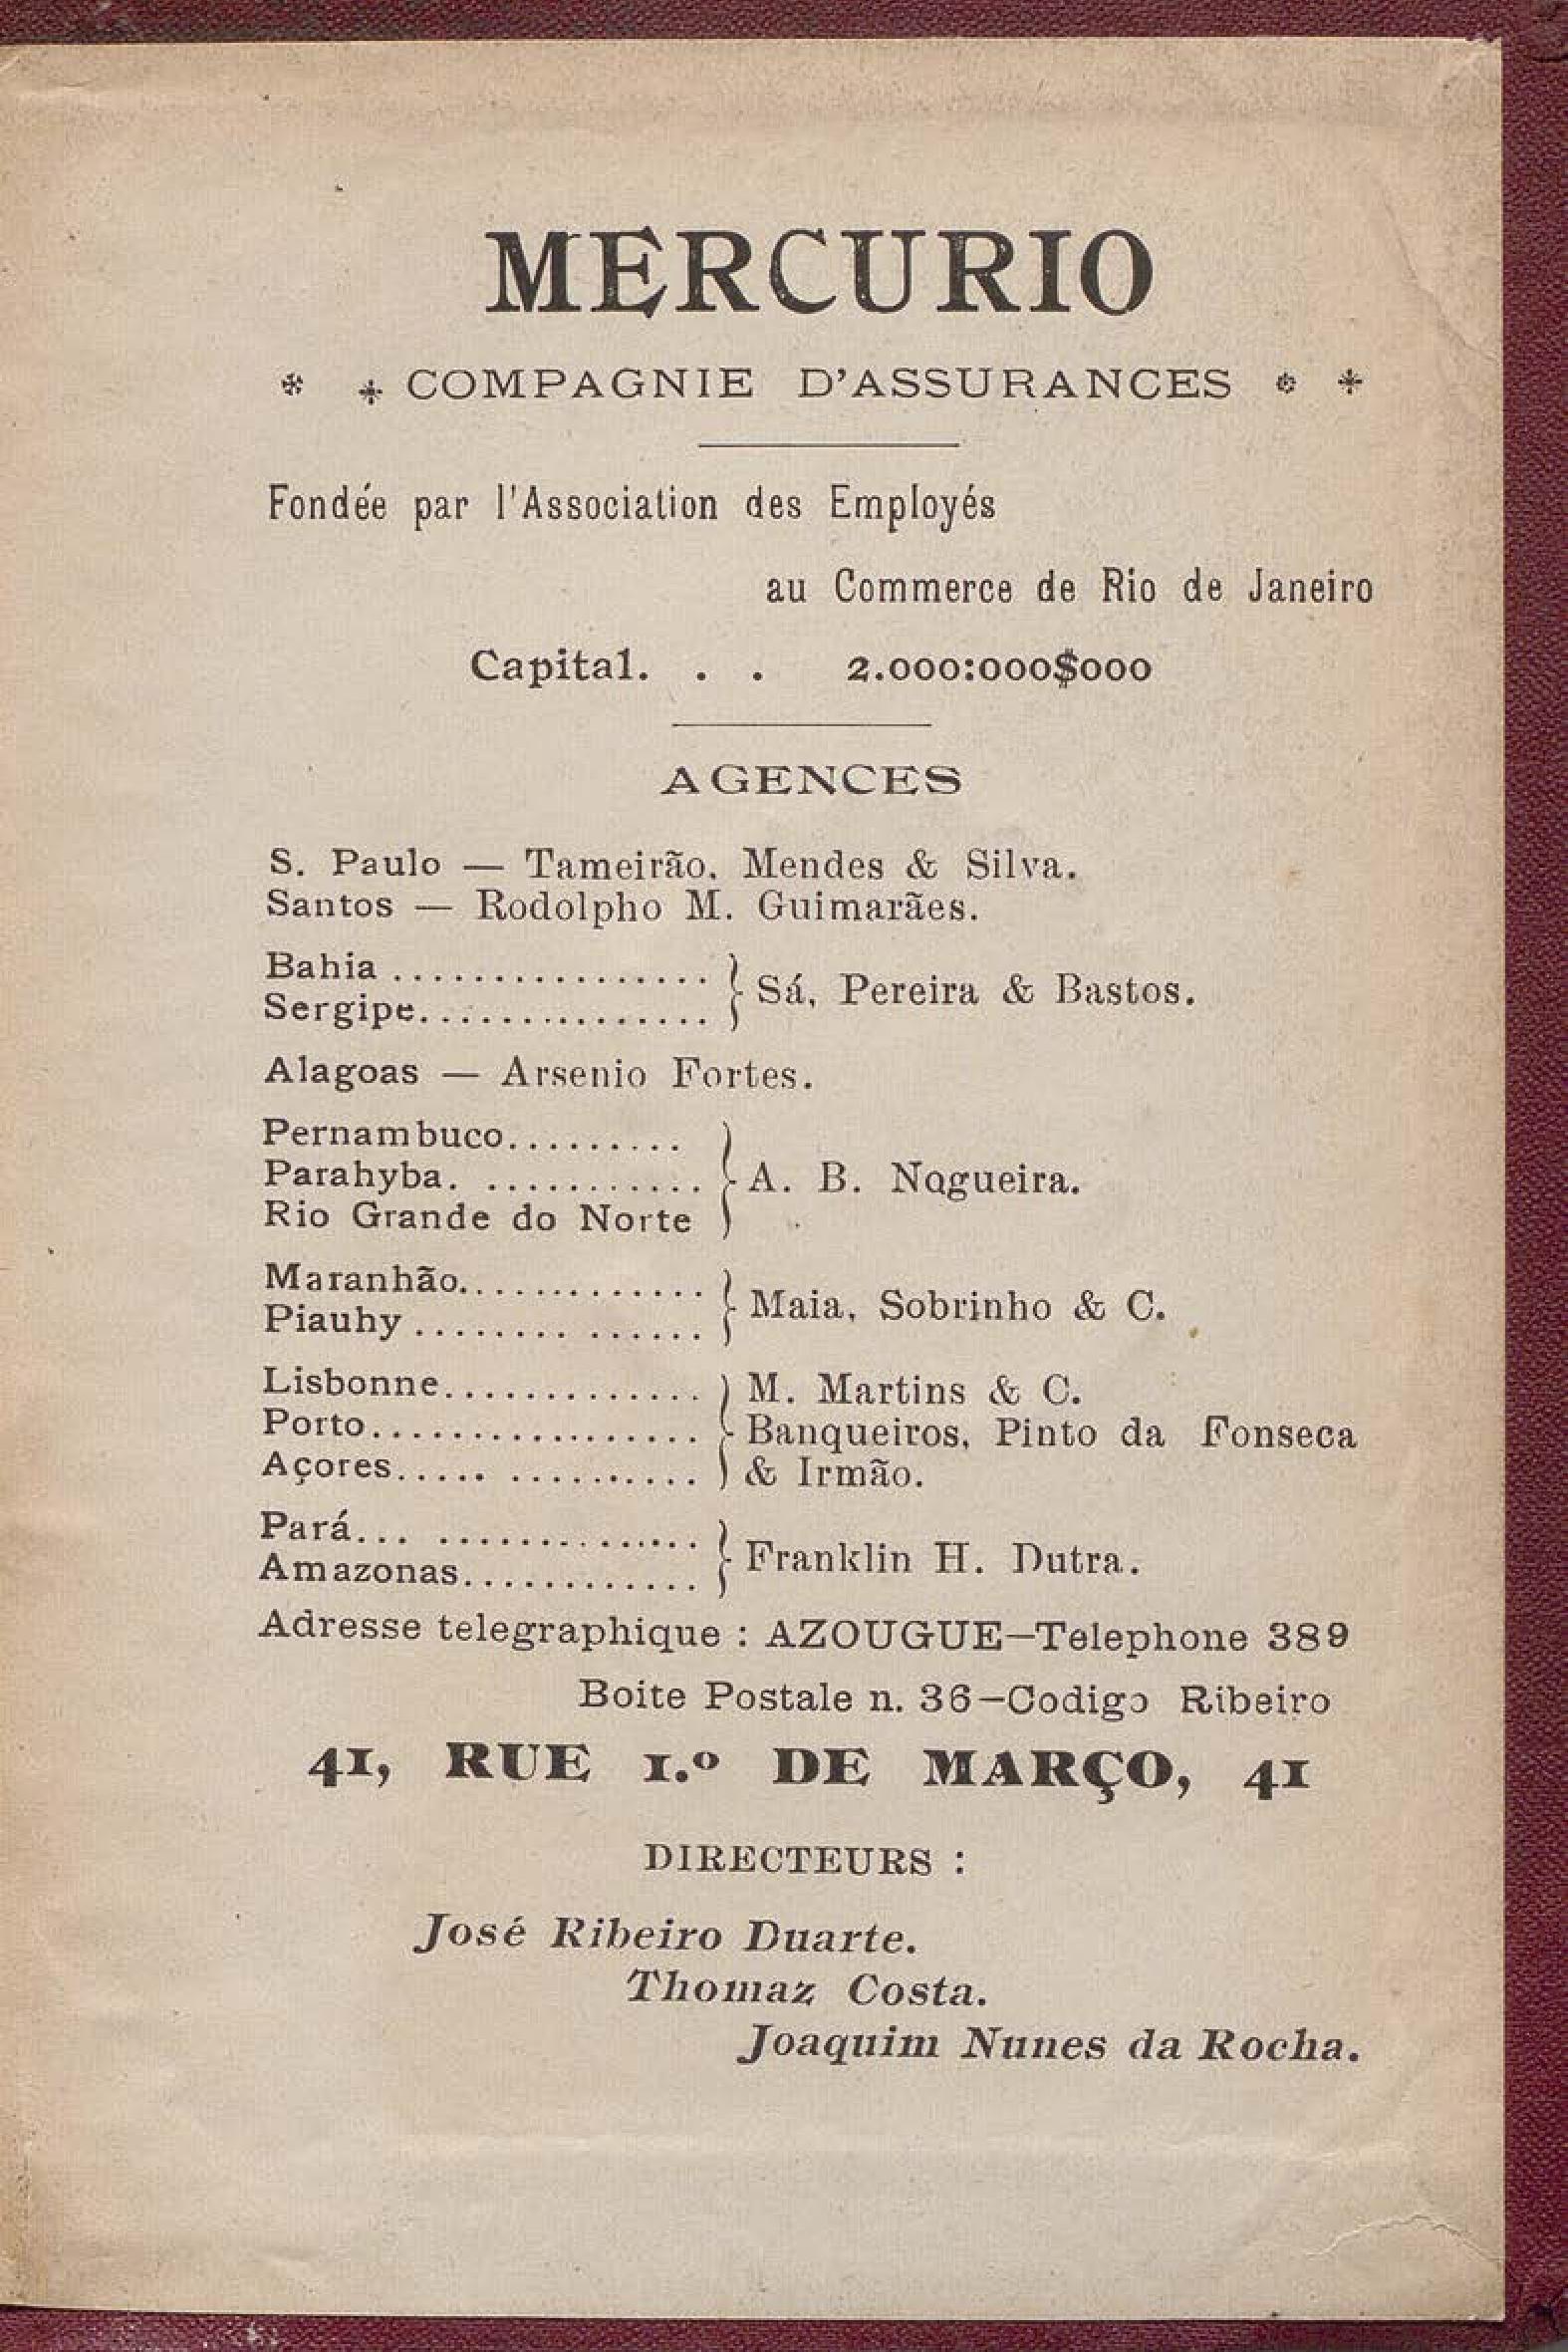 MERCURIO
COMPAGNIE D'ASSURANCES
Fondée par l'Association des Employés
au Commerce de Rio de Janeiro
Capital. . . 2.000:000$000
AGENCES
S. Paulo — Tameirão, Mendes & Silva.
Santos — Rodolpho M. Guimarães.
Bahia ................
Sergipe...............
Sá, Pereira & Bastos.
Alagoas — Arsenio Fortes.
Pernambuco.........
Parahyba. ...........
Rio Grande do Norte
A. B. Nogueira.
Maranhão.............
Piauhy ........ ......
Maia, Sobrinho & C.
Lisbonne.............
Porto.................
Açores..... ..........
M. Martins & C.
Banqueiros, Pinto da Fonseca
& Irmão.
Pará... .............
Amazonas............
Franklin H. Dutra.
Adresse telegraphique : AZOUGUE—Telephone 389
Boite Postale n. 36—Codigo Ribeiro
41, RUE 1.º DE MARÇO, 41
DIRECTEURS :
José Ribeiro Duarte.
Thomaz Costa.
Joaquim Nunes da Rocha.